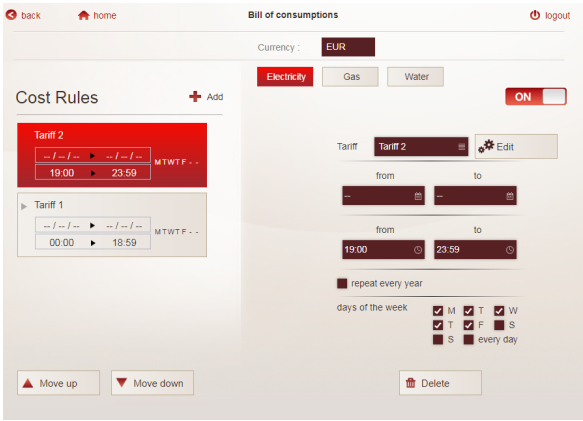 back home Bill of consumptions logout
Currency : EUR
Electricity Gas Water
Cost Rules Add
ON
Tariff 2
-- / -- / -- -- / -- / --
19:00 23:59
MTWTF - -
Tariff 1
-- / -- / -- -- / -- / --
00:00 18:59
MTWTF - -
Tariff Tariff 2 Edit
from to
-- --
from to
19:00 23:59
repeat every year
days of the week M T W
T F S
S every day
Move up Move down Delete